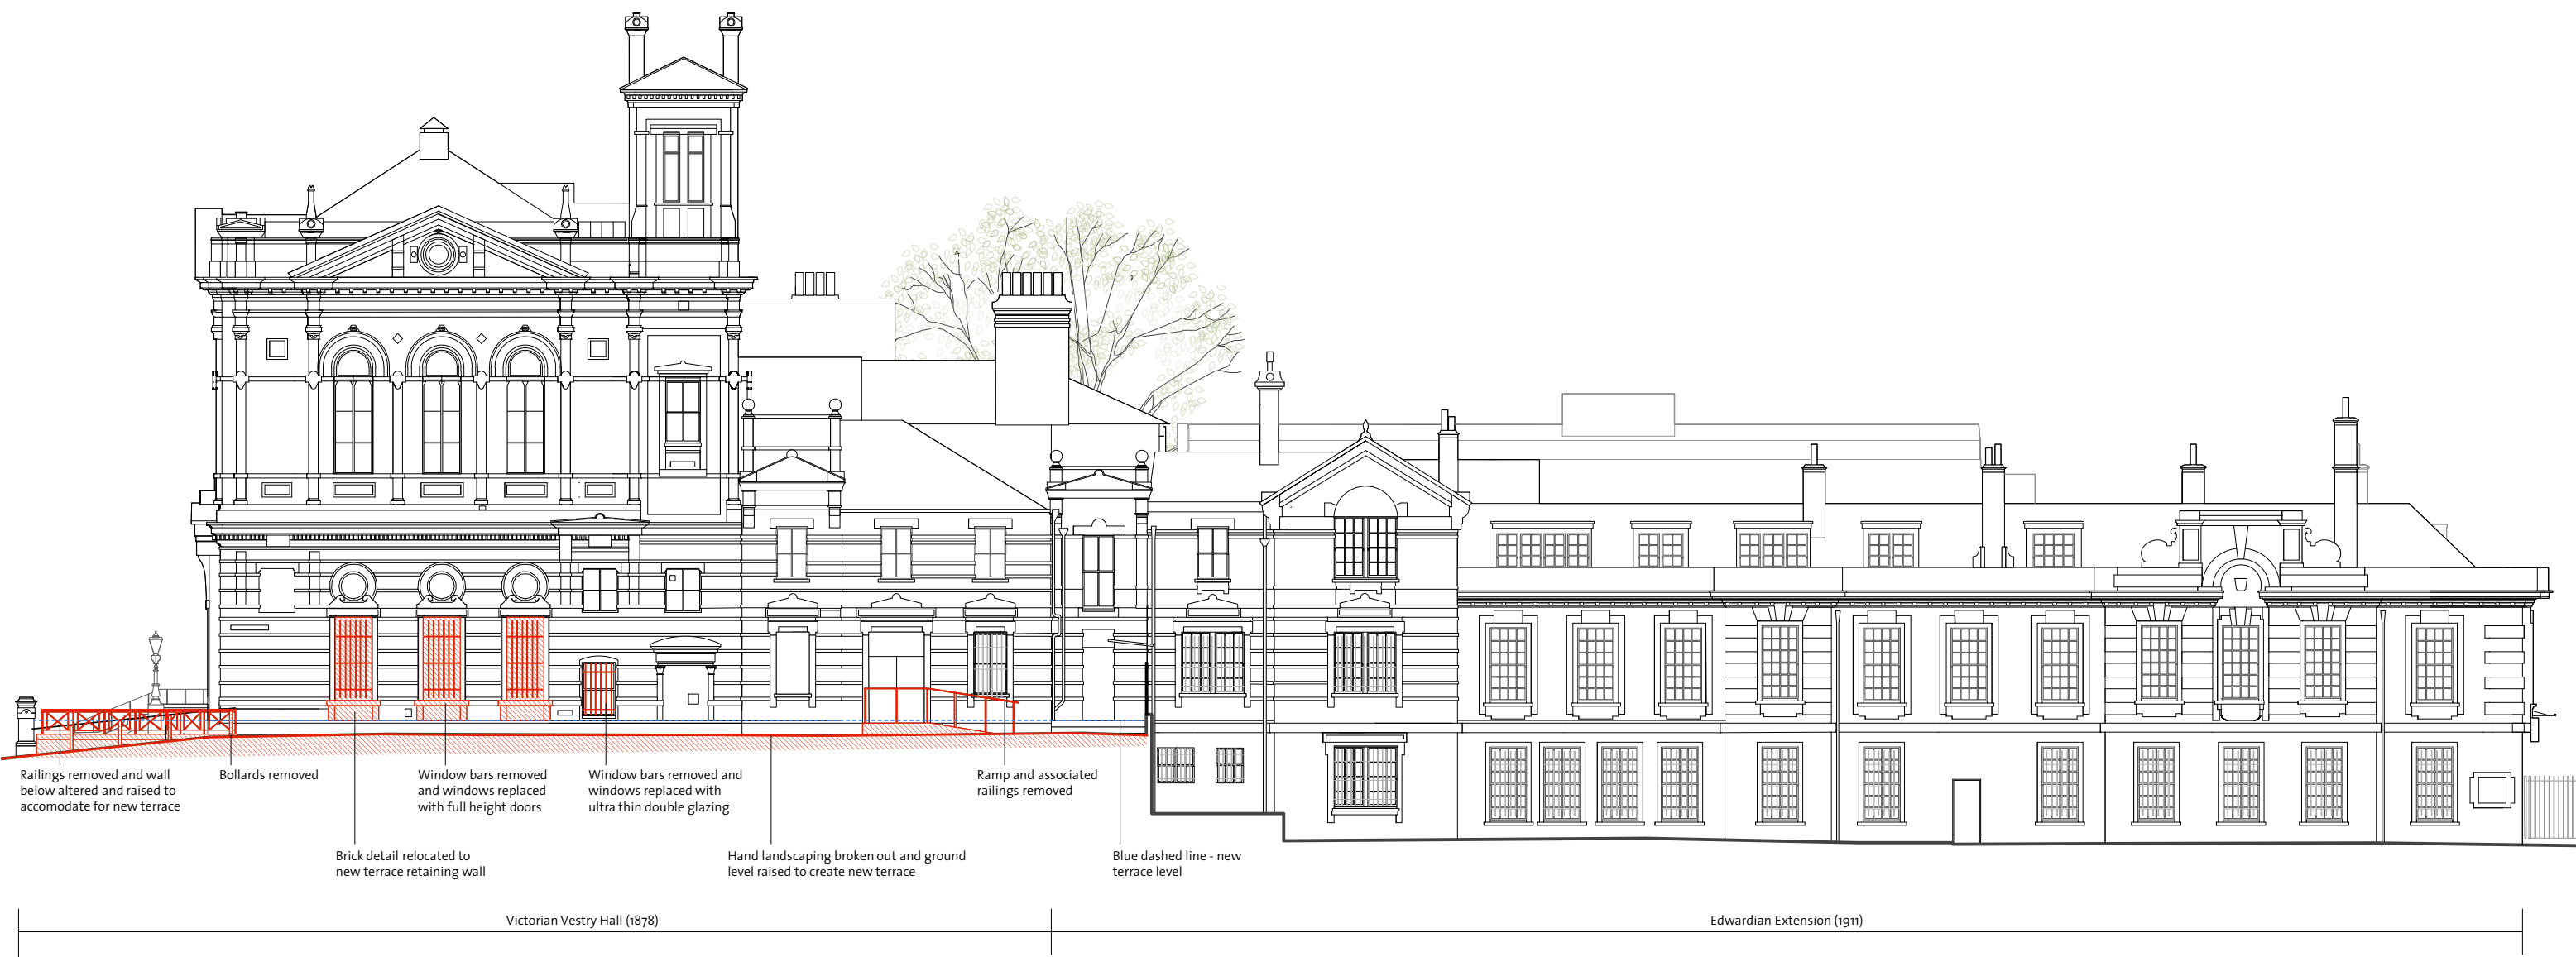 Railings removed and wall
below altered and raised to
accomodate for new terrace
Bollards removed
Window bars removed
and windows replaced
with full height doors
Window bars removed and
windows replaced with
ultra thin double glazing
Ramp and associated
railings removed
Brick detail relocated to
new terrace retaining wall
Hand landscaping broken out and ground
level raised to create new terrace
Blue dashed line - new
terrace level
Victorian Vestry Hall (1878)
Edwardian Extension (1911)